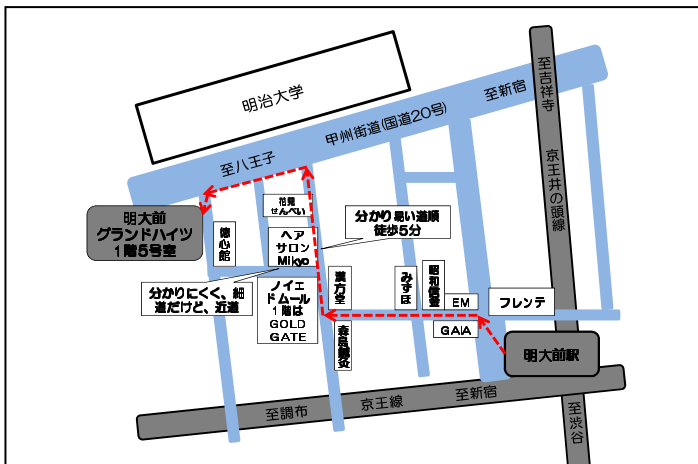 明治大学
至吉祥寺
至新宿
甲州街道(国道20号)
至八王子
京王井の頭線
花見
せんべい
明大前
グランドハイツ
1階5号室
徳心館
ヘア
サロン
Mikyo
分かり易い道順
徒歩5分
分かりにくく、細
道だけど、近道
ノイエ
ドムール
1階は
GOLD
GATE
漢方堂
森島鍼灸
みずほ
昭和信金
EM
GAIA
フレンテ
明大前駅
至調布
京王線
至新宿
至渋谷